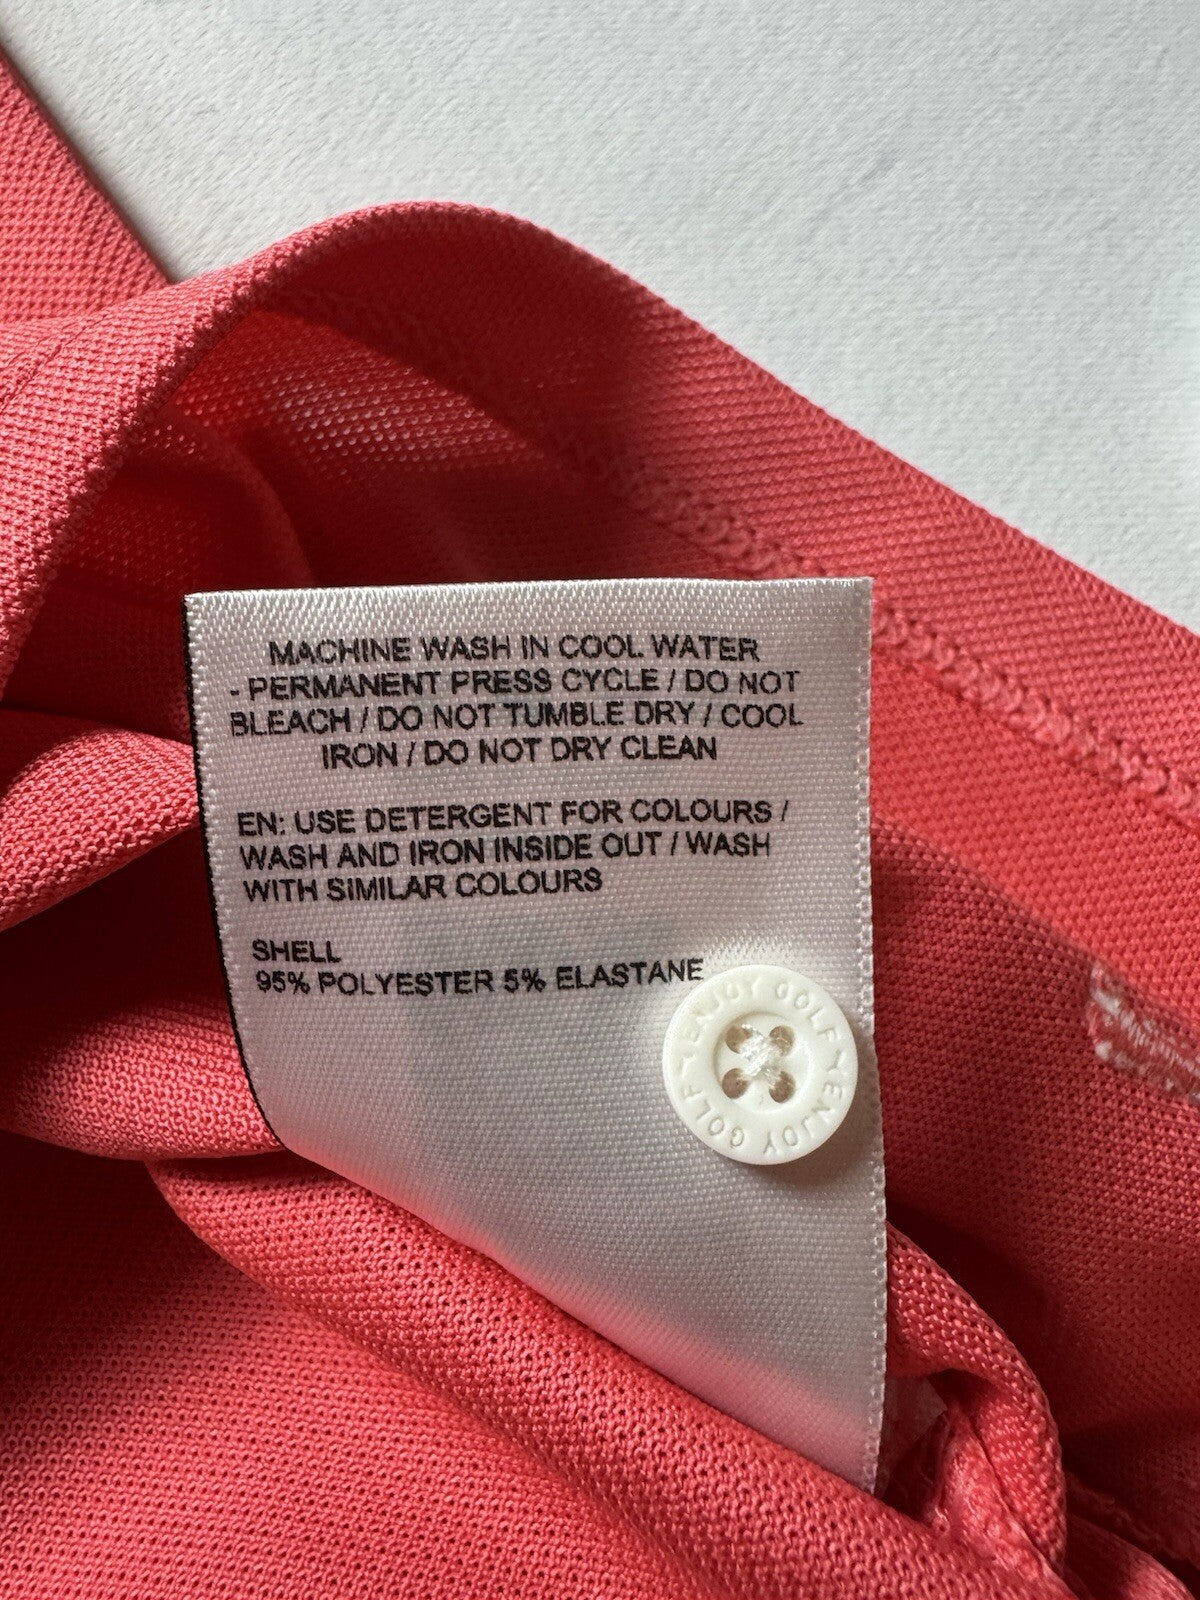 MACHINE WASH IN COOL WATER
- PERMANENT PRESS CYCLE / DO NOT
BLEACH / DO NOT TUMBLE DRY / COOL
IRON / DO NOT DRY CLEAN
EN: USE DETERGENT FOR COLOURS /
WASH AND IRON INSIDE OUT / WASH
WITH SIMILAR COLOURS
SHELL
95% POLYESTER 5% ELASTANE
ENJOY GOLF
ENJOY GOLF